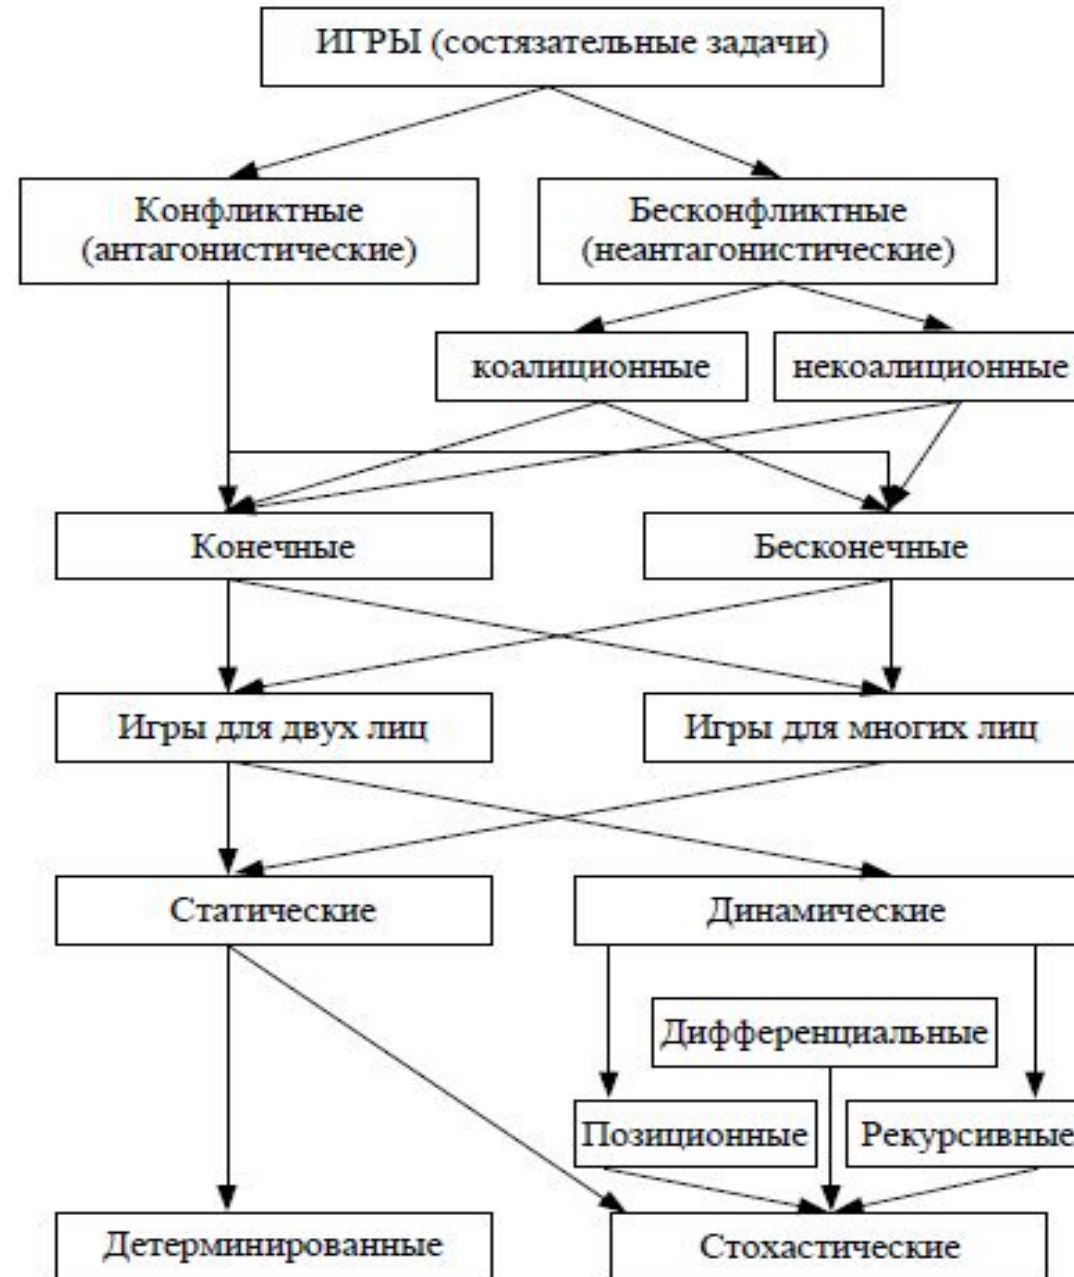 ИГРЫ (состязательные задачи)
Конфликтные
(антагонистические)
Бесконфликтные
(неантагонистические)
коалиционные
некоалиционные
Конечные
Бесконечные
Игры для двух лиц
Игры для многих лиц
Статические
Динамические
Дифференциальные
Позиционные
Рекурсивные
Детерминированные
Стохастические